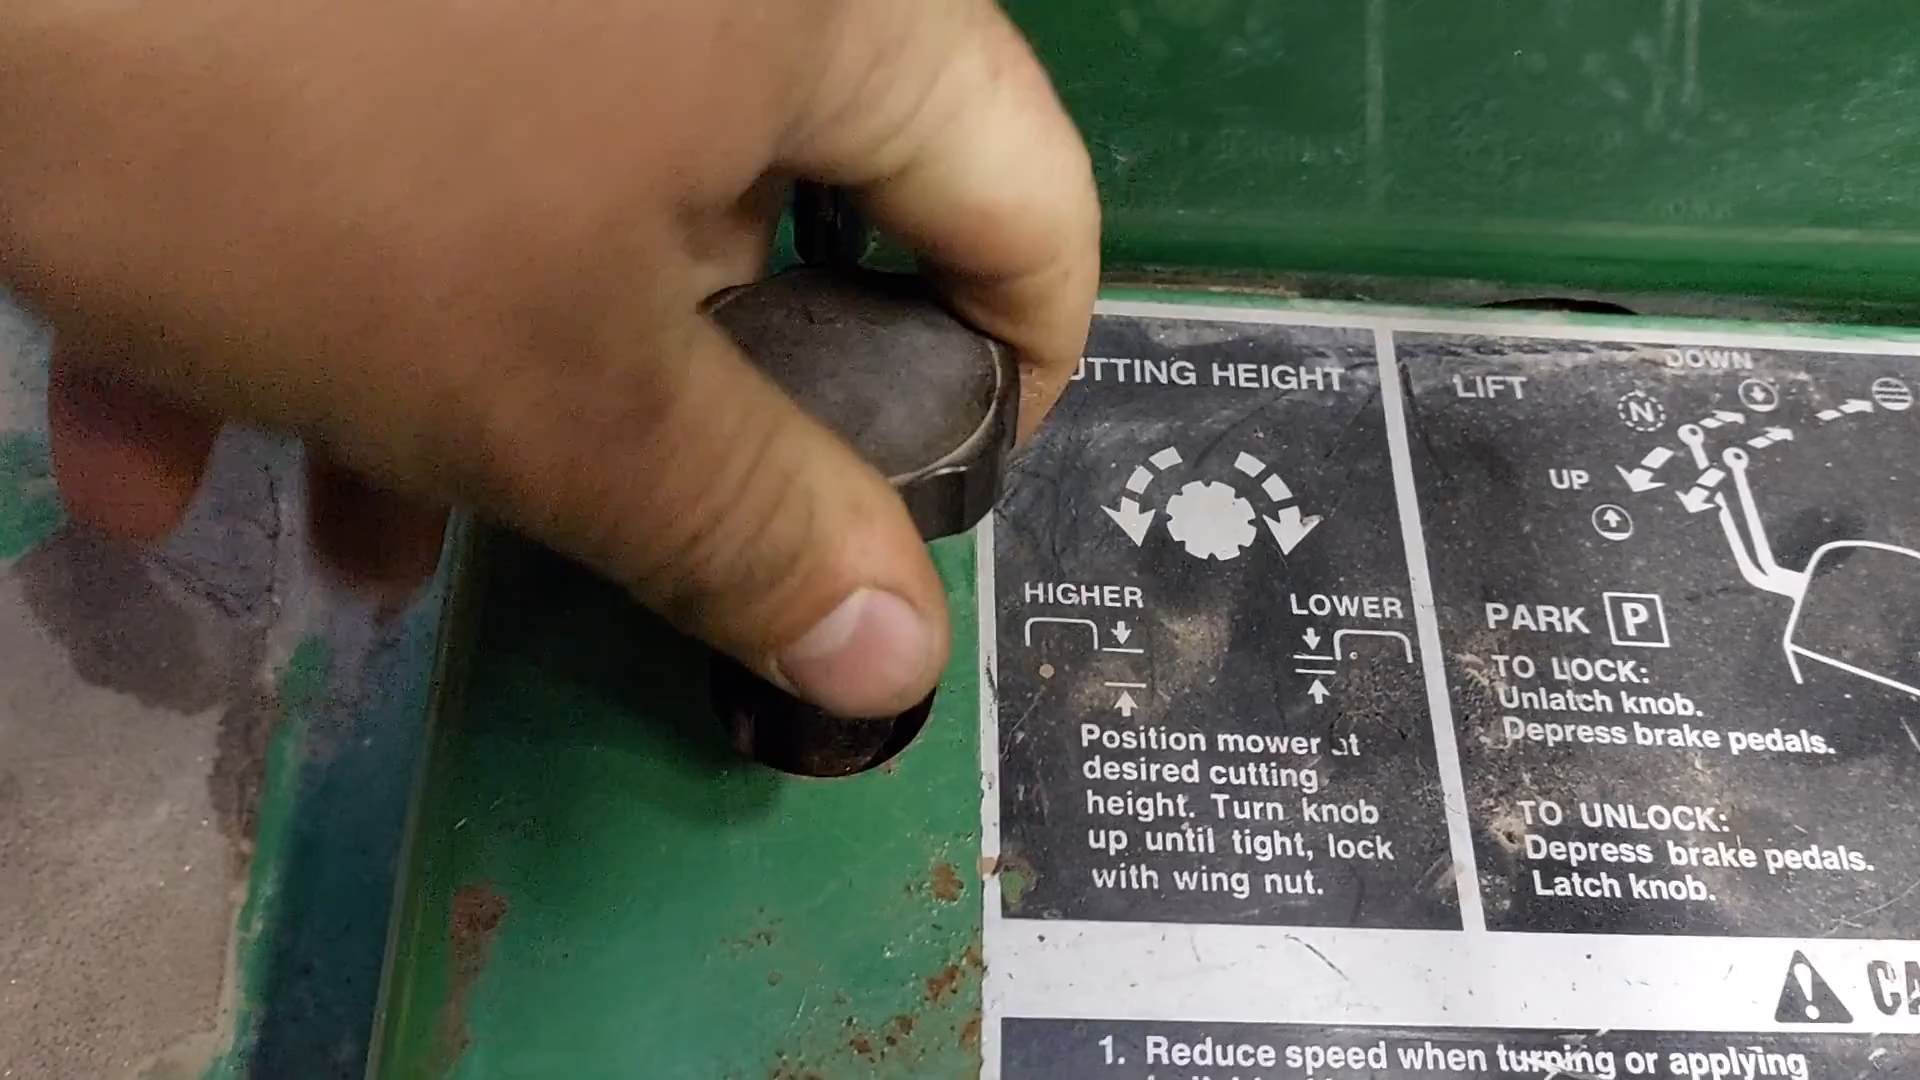 UTTING HEIGHT
HIGHER
LOWER
Position mower at
desired cutting
height. Turn knob
up until tight, lock
with wing nut.
LIFT
DOWN
N
UP
PARK P
TO LOCK:
Unlatch knob.
Depress brake pedals.
TO UNLOCK:
Depress brake pedals.
Latch knob.
CA
1. Reduce speed when turning or applying